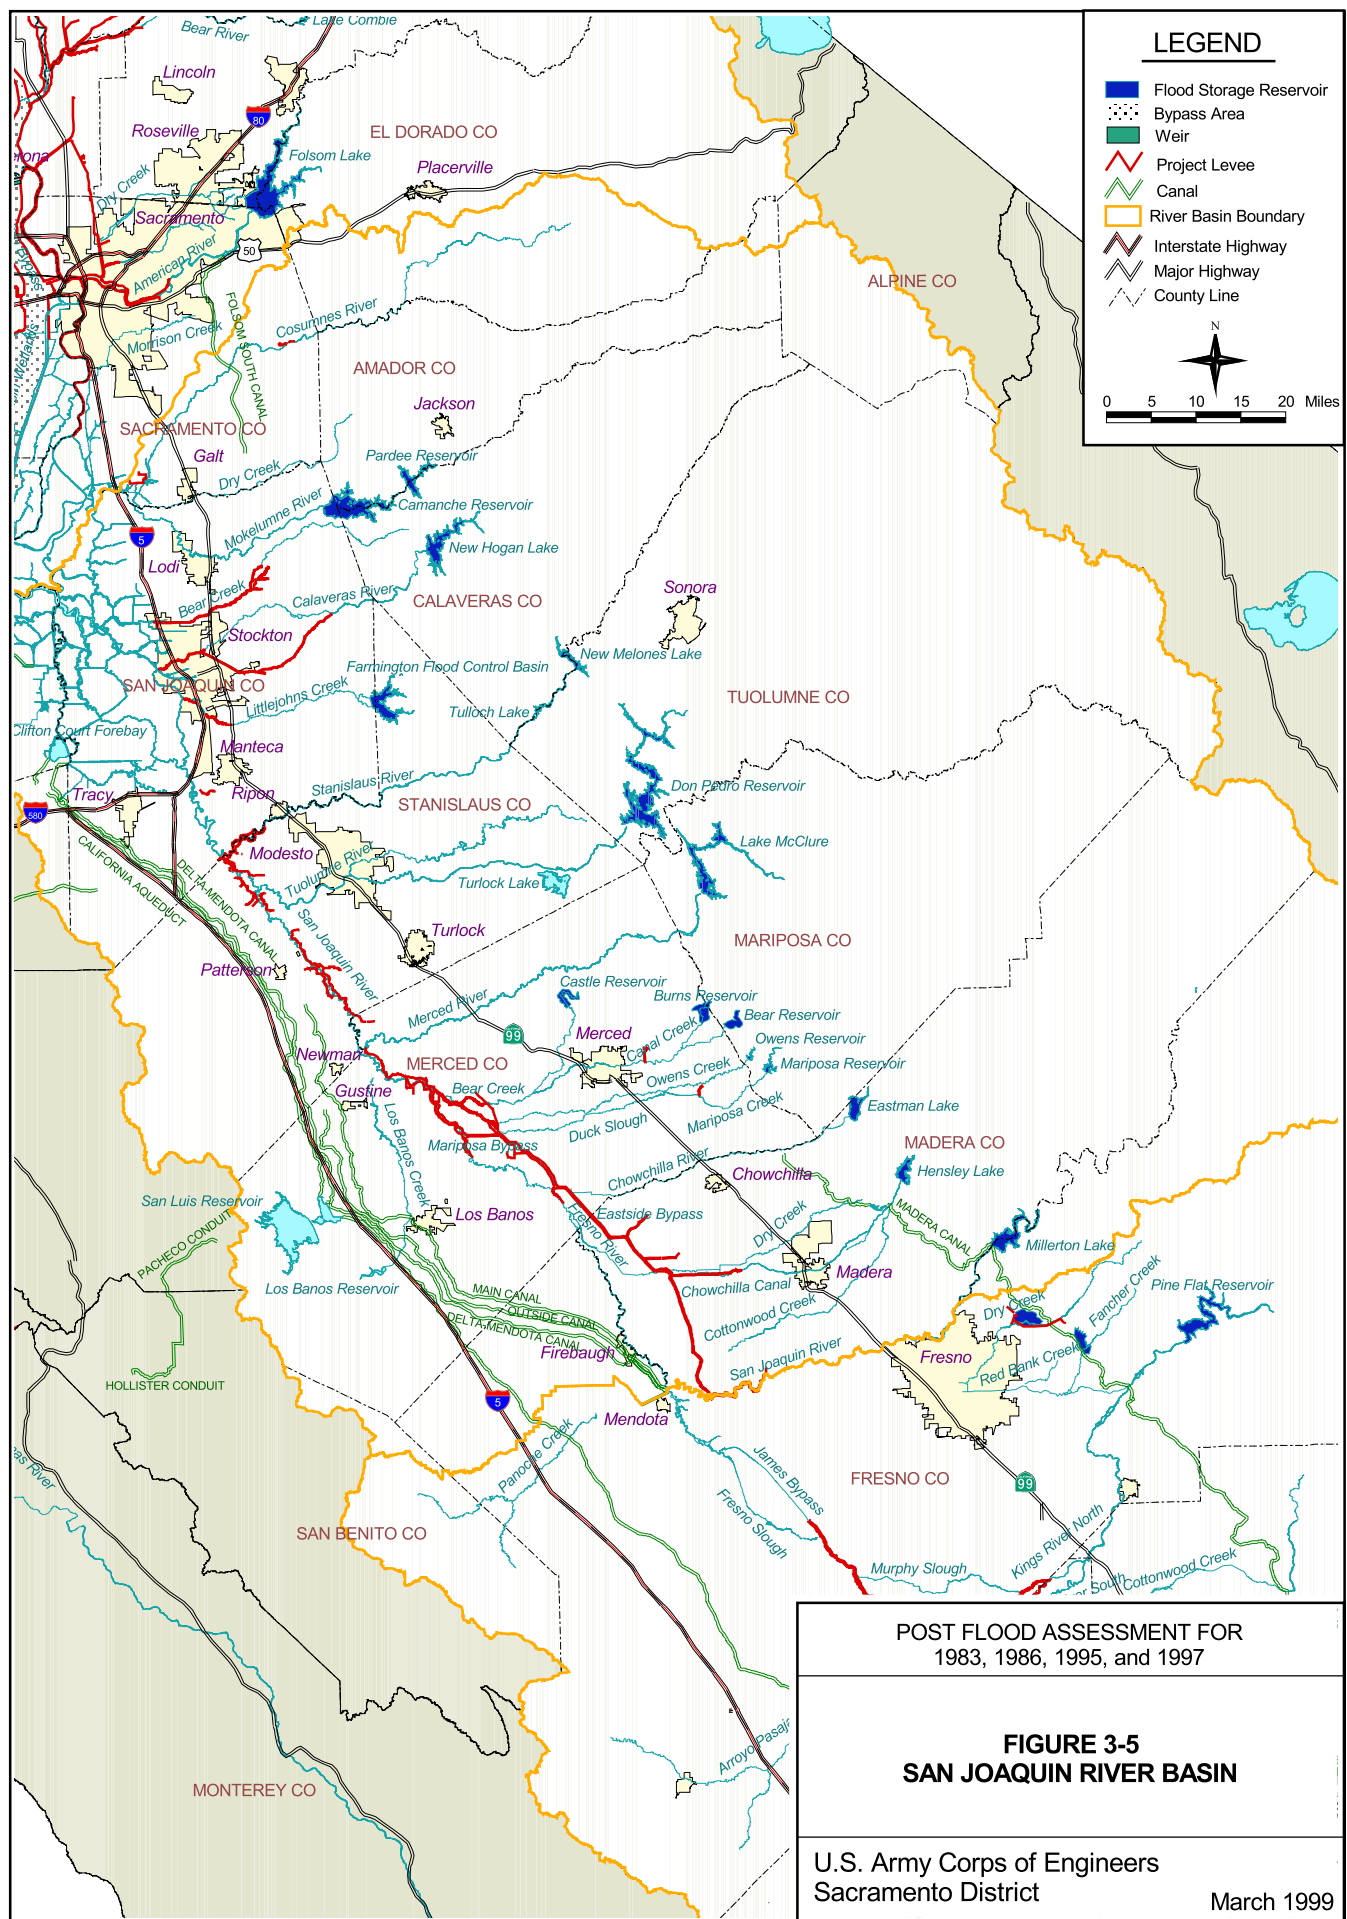 Lake Combie
Bear River
LEGEND
Flood Storage Reservoir
Bypass Area
Weir
Project Levee
Canal
River Basin Boundary
Interstate Highway
Major Highway
County Line
N
0 5 10 15 20 Miles
Lincoln
80
Roseville
EL DORADO CO
Folsom Lake
Placerville
Dry Creek
Sacramento
50
American River
Bypass
ALPINE CO
FOLSOM SOUTH CANAL
Cosumnes River
Morrison Creek
Wetlands
AMADOR CO
Jackson
SACRAMENTO CO
Galt
Pardee Reservoir
Dry Creek
Mokelumne River
Camanche Reservoir
5
New Hogan Lake
Lodi
Bear Creek
Calaveras River
CALAVERAS CO
Sonora
Stockton
New Melones Lake
Farmington Flood Control Basin
SAN JOAQUIN CO
Littlejohns Creek
Tulloch Lake
TUOLUMNE CO
Clifton Court Forebay
Manteca
Stanislaus River
Don Pedro Reservoir
Tracy
Ripon
STANISLAUS CO
580
Lake McClure
CALIFORNIA AQUEDUCT
DELTA-MENDOTA CANAL
Modesto
Tuolumne River
Turlock Lake
San Joaquin River
Turlock
MARIPOSA CO
Patterson
Castle Reservoir
Burns Reservoir
Merced River
Bear Reservoir
99
Merced
Canal Creek
Owens Reservoir
Newman
MERCED CO
Mariposa Reservoir
Owens Creek
Gustine
Bear Creek
Eastman Lake
Los Banos Creek
Duck Slough
Mariposa Creek
Mariposa Bypass
MADERA CO
Chowchilla River
Chowchilla
Hensley Lake
San Luis Reservoir
Los Banos
Fresno River
Eastside Bypass
Dry Creek
MADERA CANAL
PACHECO CONDUIT
Millerton Lake
Madera
Los Banos Reservoir
MAIN CANAL
Chowchilla Canal
Fancher Creek
Pine Flat Reservoir
OUTSIDE CANAL
Dry Creek
DELTA-MENDOTA CANAL
Cottonwood Creek
Firebaugh
San Joaquin River
Fresno
Red Bank Creek
HOLLISTER CONDUIT
5
Mendota
Panoche Creek
James Bypass
FRESNO CO
99
Fresno Slough
SAN BENITO CO
Kings River North
Murphy Slough
South
Cottonwood Creek
MONTEREY CO
POST FLOOD ASSESSMENT FOR
1983, 1986, 1995, and 1997
FIGURE 3-5
SAN JOAQUIN RIVER BASIN
U.S. Army Corps of Engineers
Sacramento District
March 1999